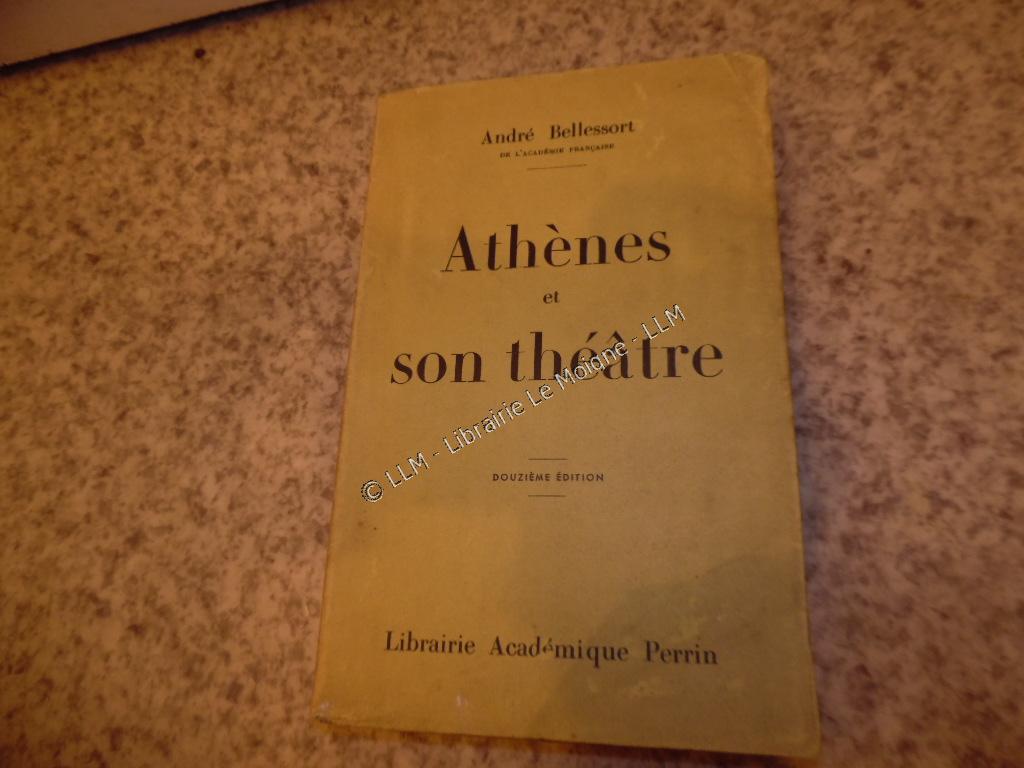 André Bellessort
DE L'ACADÉMIE FRANÇAISE
Athènes
et
son théâtre
© LLM - Librairie Le Moigne - LLM
DOUZIÈME ÉDITION
Librairie Académique Perrin